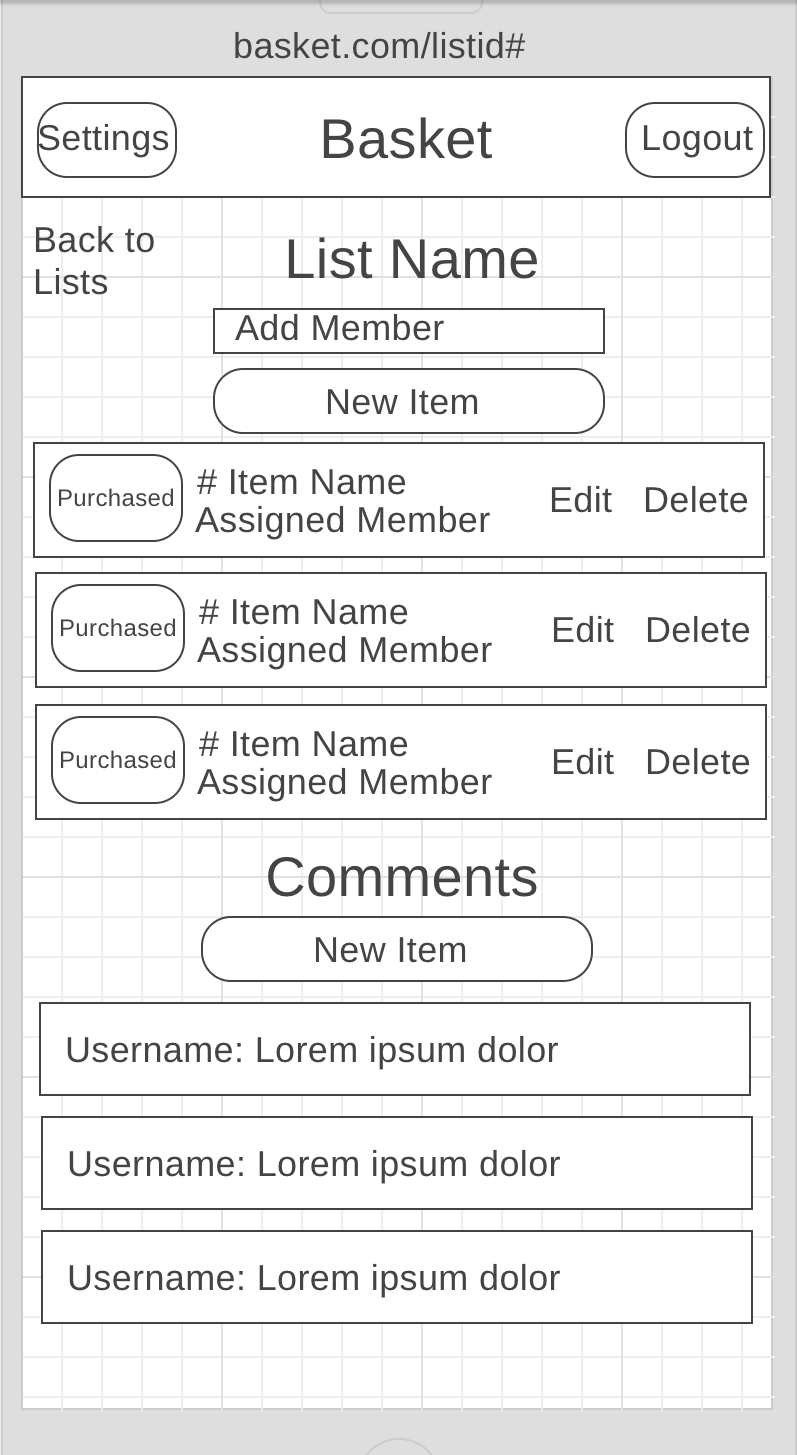 basket.com/listid#
Settings
Basket
Logout
Back to
Lists
List Name
Add Member
New Item
Purchased
# Item Name
Assigned Member
Edit
Delete
Purchased
# Item Name
Assigned Member
Edit
Delete
Purchased
# Item Name
Assigned Member
Edit
Delete
Comments
New Item
Username: Lorem ipsum dolor
Username: Lorem ipsum dolor
Username: Lorem ipsum dolor